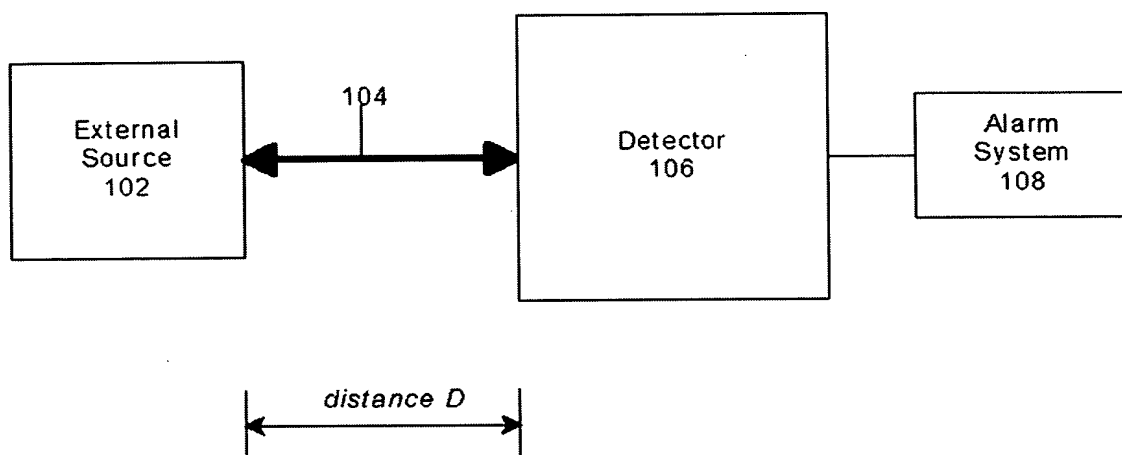 104
External
Source
102
Detector
106
Alarm
System
108
distance D